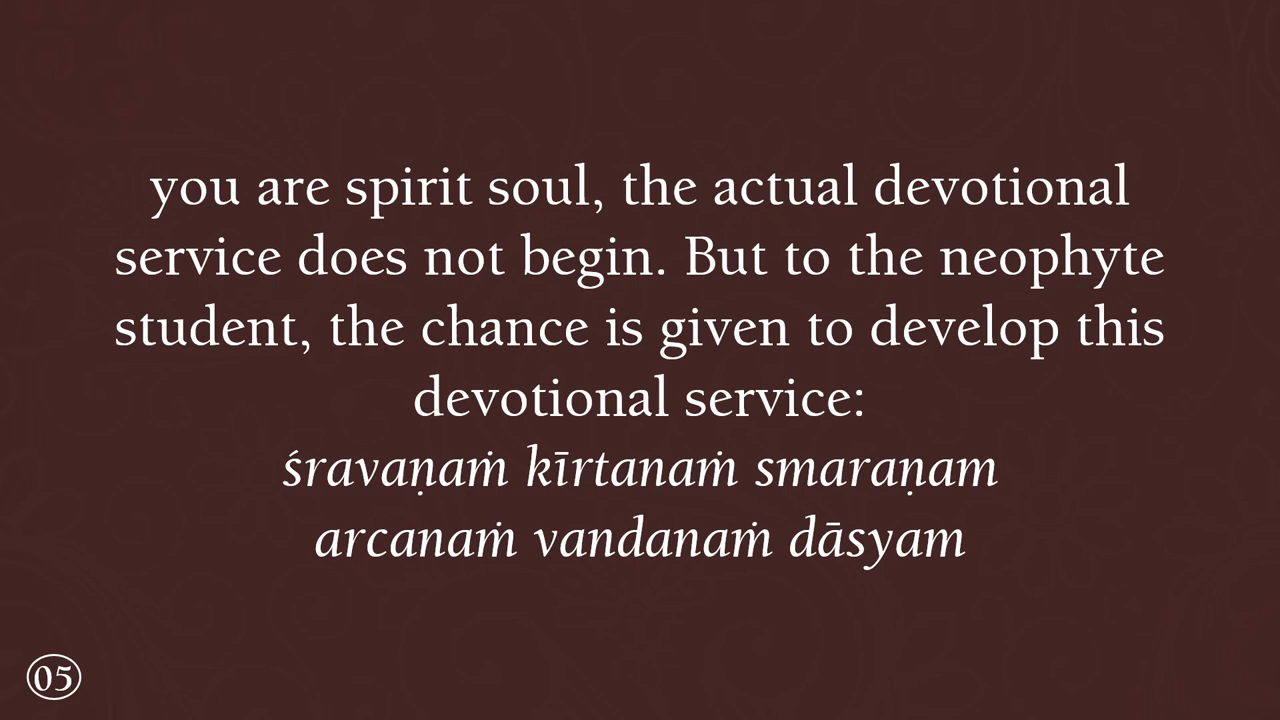 you are spirit soul, the actual devotional
service does not begin. But to the neophyte
student, the chance is given to develop this
devotional service:
śravaṇaṁ kīrtanaṁ smaraṇam
arcanaṁ vandanaṁ dāsyam
05